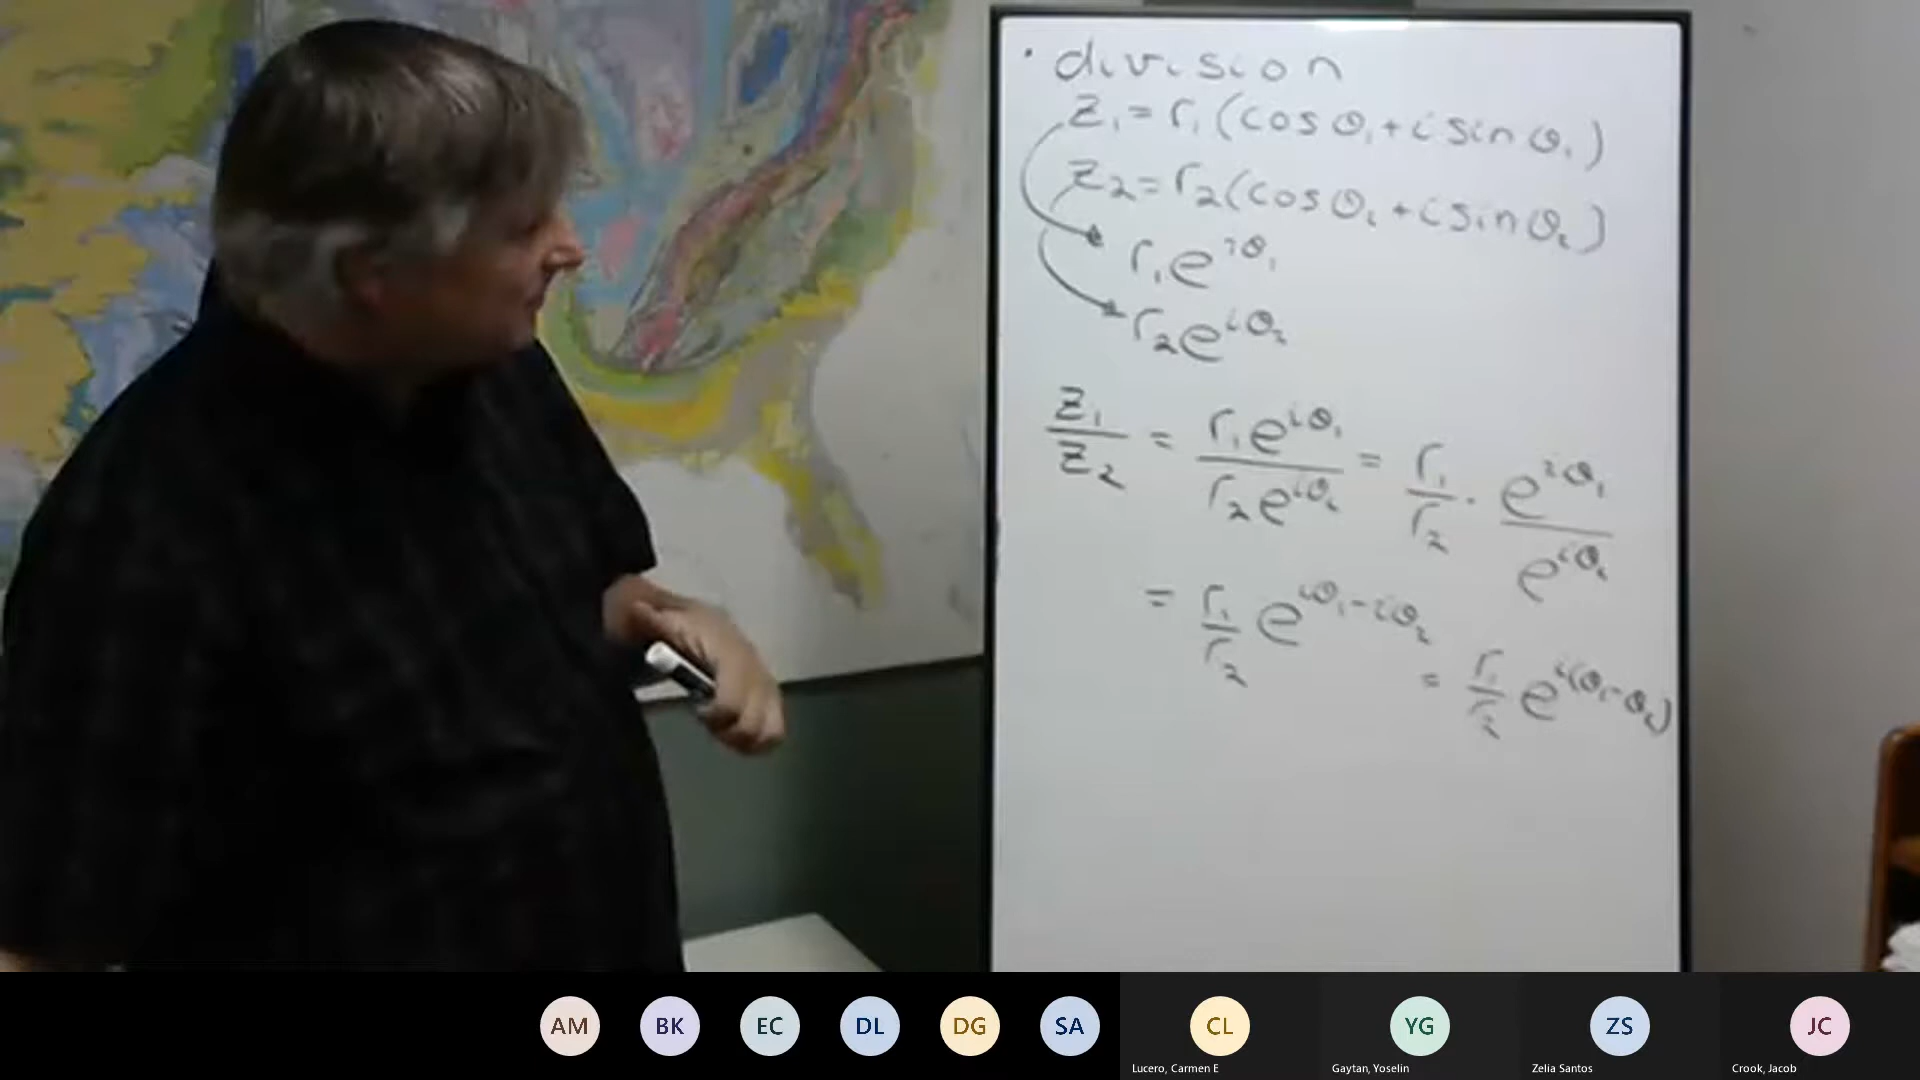 · division
z₁ = r₁(cos θ₁ + i sin θ₁)
z₂ = r₂(cos θ₂ + i sin θ₂)
r₁e^{iθ₁}
r₂e^{iθ₂}
z₁/z₂ = r₁e^{iθ₁}/r₂e^{iθ₂} = r₁/r₂ · e^{iθ₁}/e^{iθ₂}
= r₁/r₂ e^{iθ₁-iθ₂}
= r₁/r₂ e^{i(θ₁-θ₂)}
AM BK EC DL DG SA CL YG ZS JC
Lucero, Carmen E Gaytan, Yoselin Zelia Santos Crook, Jacob